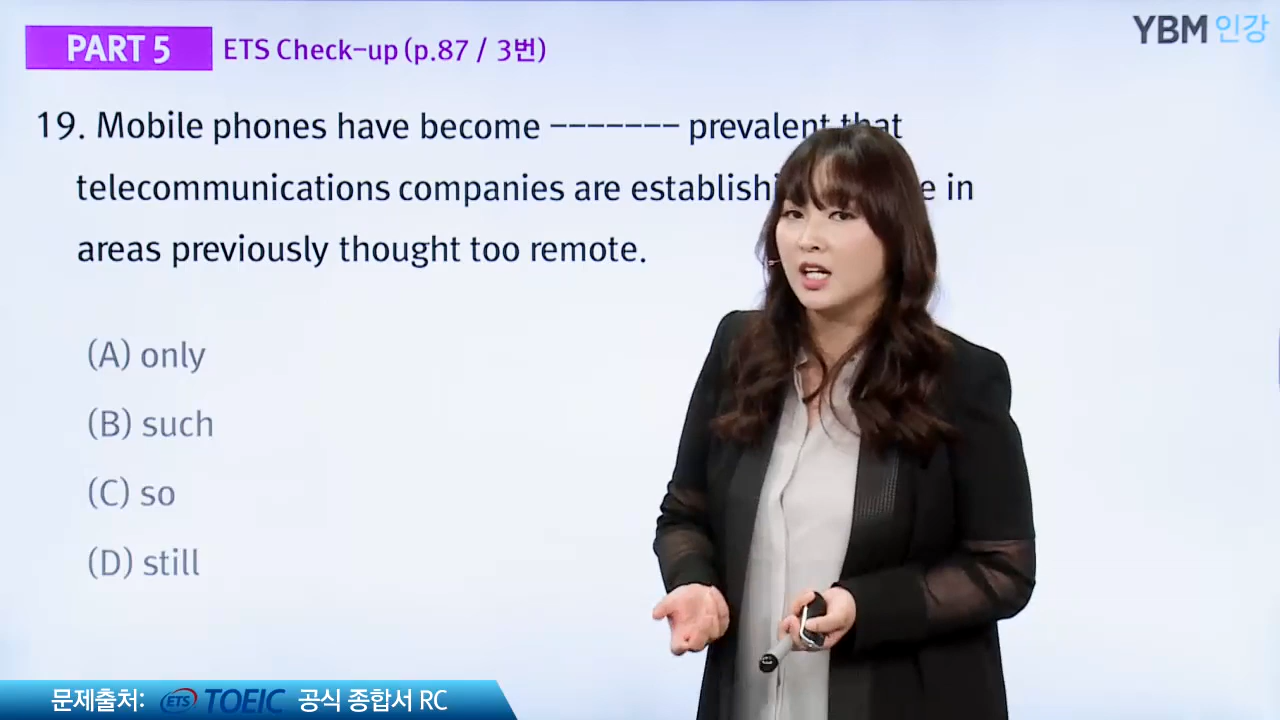 PART 5 ETS Check-up (p.87 / 3번)
YBM 인강
19. Mobile phones have become ------- prevalent that
telecommunications companies are in
areas previously thought too remote.
(A) only
(B) such
(C) so
(D) still
문제출처: ETS TOEIC 공식 종합서 RC